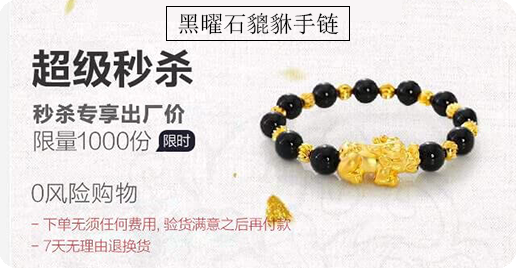 黑曜石貔貅手链
超级秒杀
秒杀专享出厂价
限量1000份 限时
0风险购物
- 下单无须任何费用, 验货满意之后再付款
- 7天无理由退换货